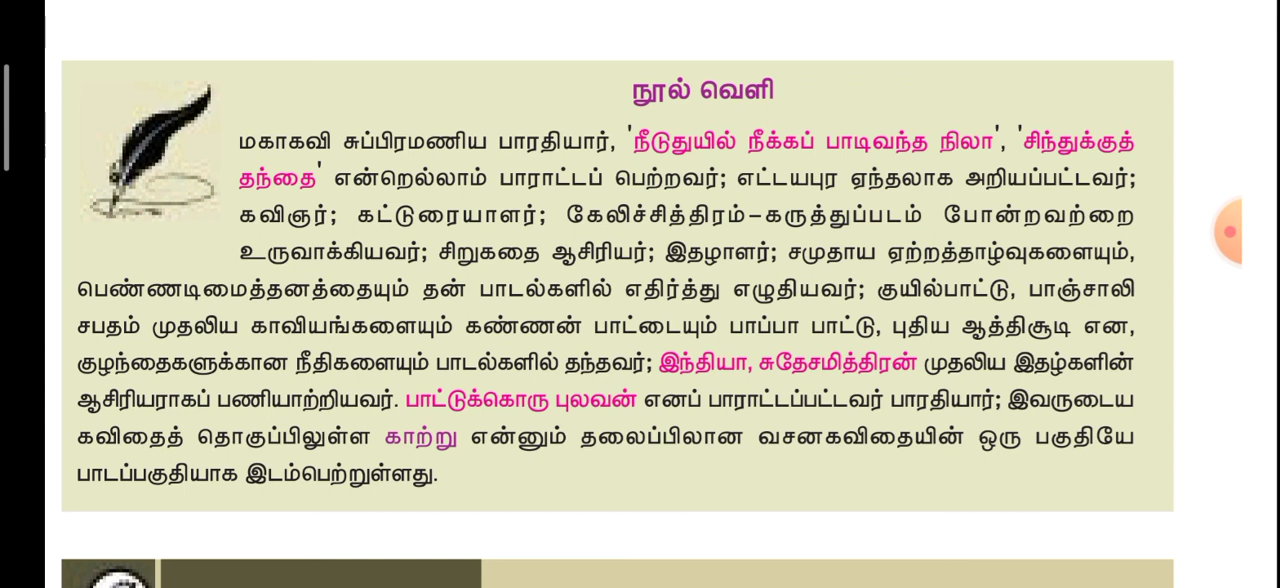 நூல் வெளி
மகாகவி சுப்பிரமணிய பாரதியார், 'நீடுதுயில் நீக்கப் பாடிவந்த நிலா', 'சிந்துக்குத்
தந்தை' என்றெல்லாம் பாராட்டப் பெற்றவர்; எட்டயபுர ஏந்தலாக அறியப்பட்டவர்;
கவிஞர்; கட்டுரையாளர்; கேலிச்சித்திரம்–கருத்துப்படம் போன்றவற்றை
உருவாக்கியவர்; சிறுகதை ஆசிரியர்; இதழாளர்; சமுதாய ஏற்றத்தாழ்வுகளையும்,
பெண்ணடிமைத்தனத்தையும் தன் பாடல்களில் எதிர்த்து எழுதியவர்; குயில்பாட்டு, பாஞ்சாலி
சபதம் முதலிய காவியங்களையும் கண்ணன் பாட்டையும் பாப்பா பாட்டு, புதிய ஆத்திசூடி என,
குழந்தைகளுக்கான நீதிகளையும் பாடல்களில் தந்தவர்; இந்தியா, சுதேசமித்திரன் முதலிய இதழ்களின்
ஆசிரியராகப் பணியாற்றியவர். பாட்டுக்கொரு புலவன் எனப் பாராட்டப்பட்டவர் பாரதியார்; இவருடைய
கவிதைத் தொகுப்பிலுள்ள காற்று என்னும் தலைப்பிலான வசனகவிதையின் ஒரு பகுதியே
பாடப்பகுதியாக இடம்பெற்றுள்ளது.